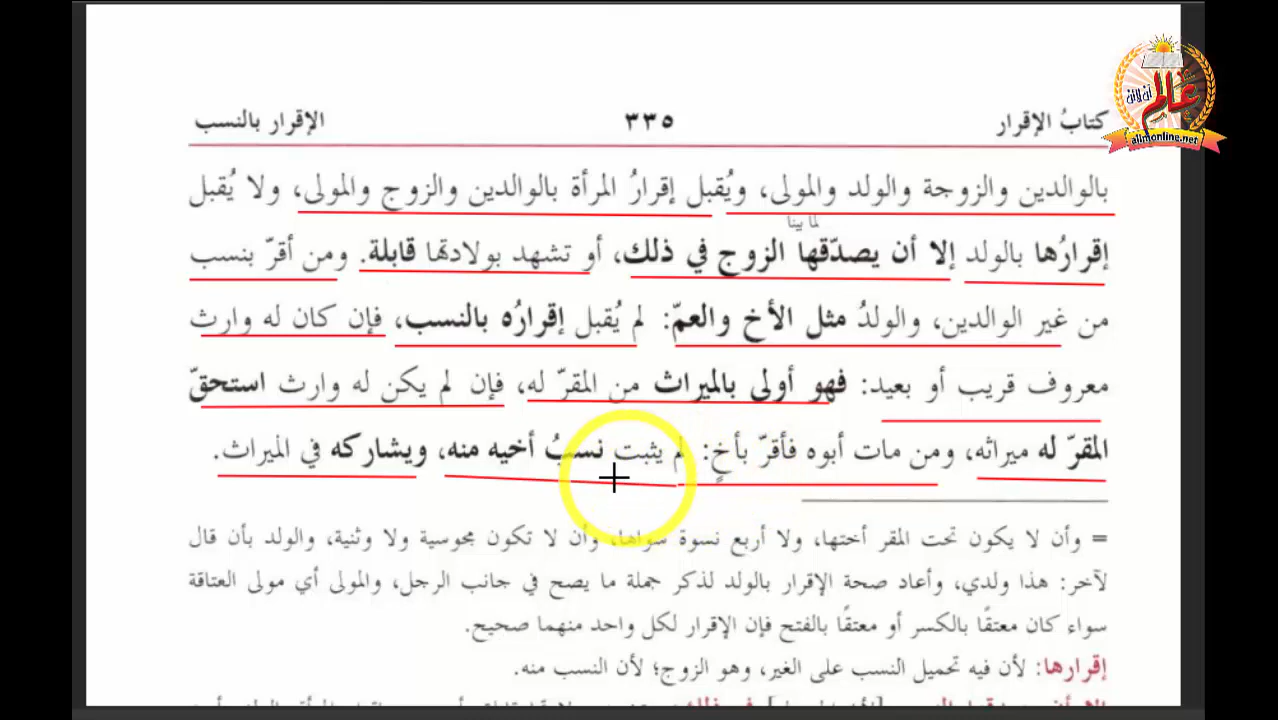 عالم
آن لائن
alimonline.net
كتابُ الإقرار ٣٣٥ الإقرار بالنسب
بالوالدين والزوجة والولد والمولى، ويُقبل إقرارُ المرأة بالوالدين والزوج والمولى، ولا يُقبل
لما بينا
إقرارُها بالولد إلا أن يصدّقها الزوج في ذلك، أو تشهد بولادتها قابلة. ومن أقرّ بنسب
من غير الوالدين، والولدُ مثل الأخ والعمّ: لم يُقبل إقرارُه بالنسب، فإن كان له وارث
معروف قريب أو بعيد: فهو أولى بالميراث من المقرّ له، فإن لم يكن له وارث استحقّ
المقرّ له ميراثه، ومن مات أبوه فأقرّ بأخٍ: لم يثبت نسبُ أخيه منه، ويشاركه في الميراث.
= وأن لا يكون تحت المقر أختها، ولا أربع نسوة سواها، وأن لا تكون مجوسية ولا وثنية، والولد بأن قال
لآخر: هذا ولدي، وأعاد صحة الإقرار بالولد لذكر جملة ما يصح في جانب الرجل، والمولى أي مولى العتاقة
سواء كان معتقًا بالكسر أو معتقًا بالفتح فإن الإقرار لكل واحد منهما صحيح.
إقرارها: لأن فيه تحميل النسب على الغير، وهو الزوج؛ لأن النسب منه.